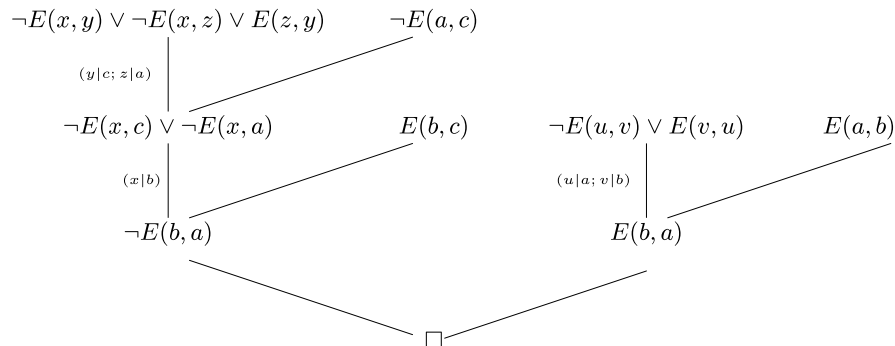 ¬E(x, y) ∨ ¬E(x, z) ∨ E(z, y) ¬E(a, c)
(y|c; z|a)
¬E(x, c) ∨ ¬E(x, a) E(b, c) ¬E(u, v) ∨ E(v, u) E(a, b)
(x|b) (u|a; v|b)
¬E(b, a) E(b, a)
□